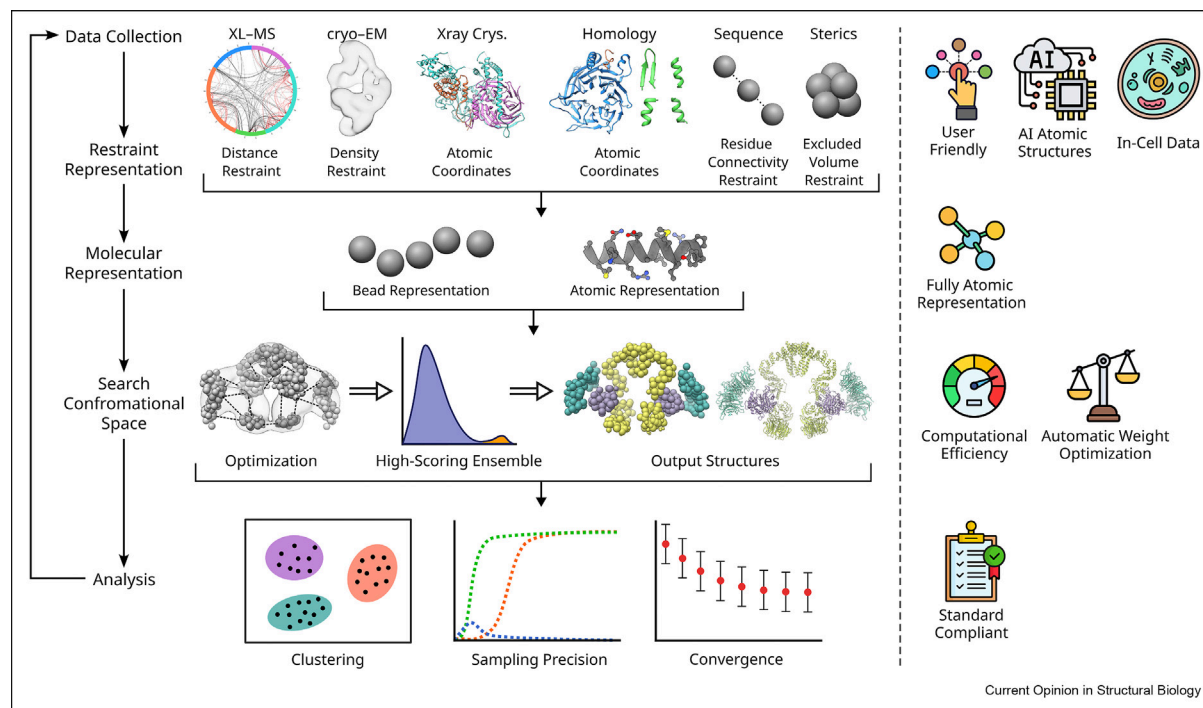 Data Collection
Restraint
Representation
Molecular
Representation
Search
Confromational
Space
Analysis
XL–MS
cryo–EM
Xray Crys.
Homology
Sequence
Sterics
Distance
Restraint
Density
Restraint
Atomic
Coordinates
Atomic
Coordinates
Residue
Connectivity
Restraint
Excluded
Volume
Restraint
Bead Representation
Atomic Representation
Optimization
High-Scoring Ensemble
Output Structures
Clustering
Sampling Precision
Convergence
User
Friendly
AI
AI Atomic
Structures
In-Cell Data
Fully Atomic
Representation
Computational
Efficiency
Automatic Weight
Optimization
Standard
Compliant
Current Opinion in Structural Biology